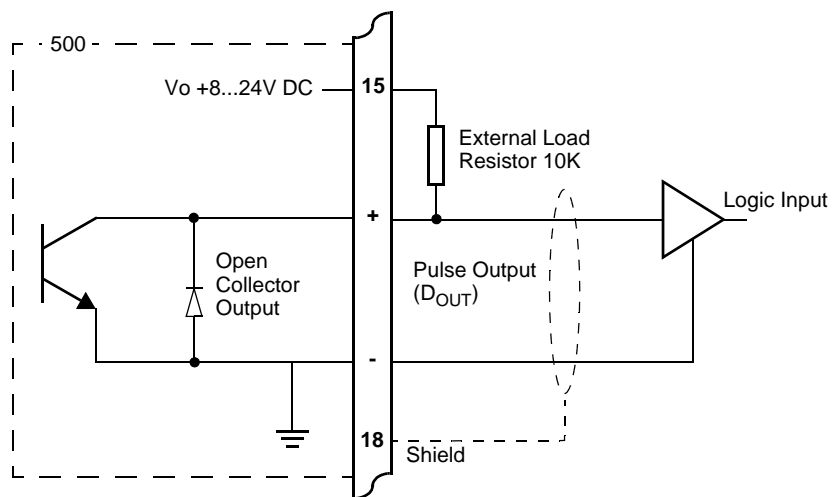 500
15
Vo +8...24V DC
External Load
Resistor 10K
+
Logic Input
Open
Collector
Output
Pulse Output
(DOUT)
-
18
Shield